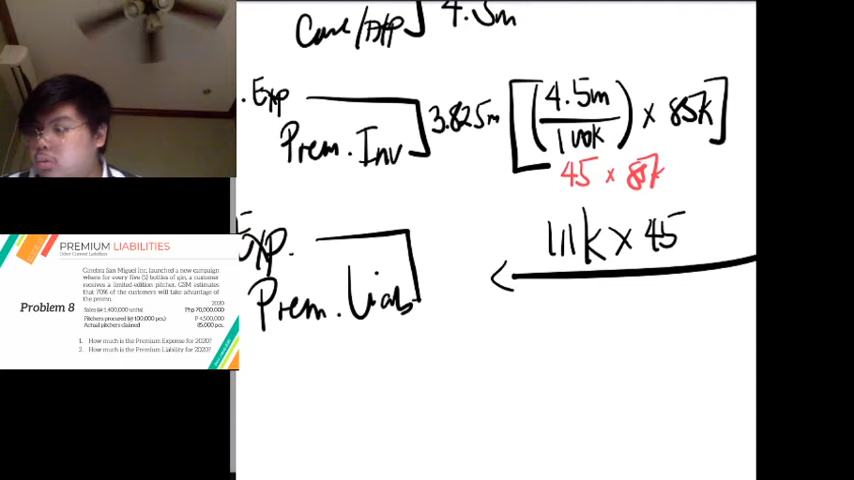 Cash/A/P 4.5m
. Exp
Prem. Inv 3.825m [(4.5m/100k) x 85k]
45 x 85k
111k x 45
Exp.
Prem. Liab
PREMIUM LIABILITIES
Other Current Liabilities
Problem 8
Ginebra San Miguel Inc. launched a new campaign
where for every five (5) bottles of gin, a customer
receives a limited-edition pitcher. GSM estimates
that 70% of the customers will take advantage of
the promo.
2020
Sales (@ 1,400,000 units) Php 70,000,000
Pitchers procured (@ 100,000 pcs.) P 4,500,000
Actual pitchers claimed 85,000 pcs.
1. How much is the Premium Expense for 2020?
2. How much is the Premium Liability for 2020?